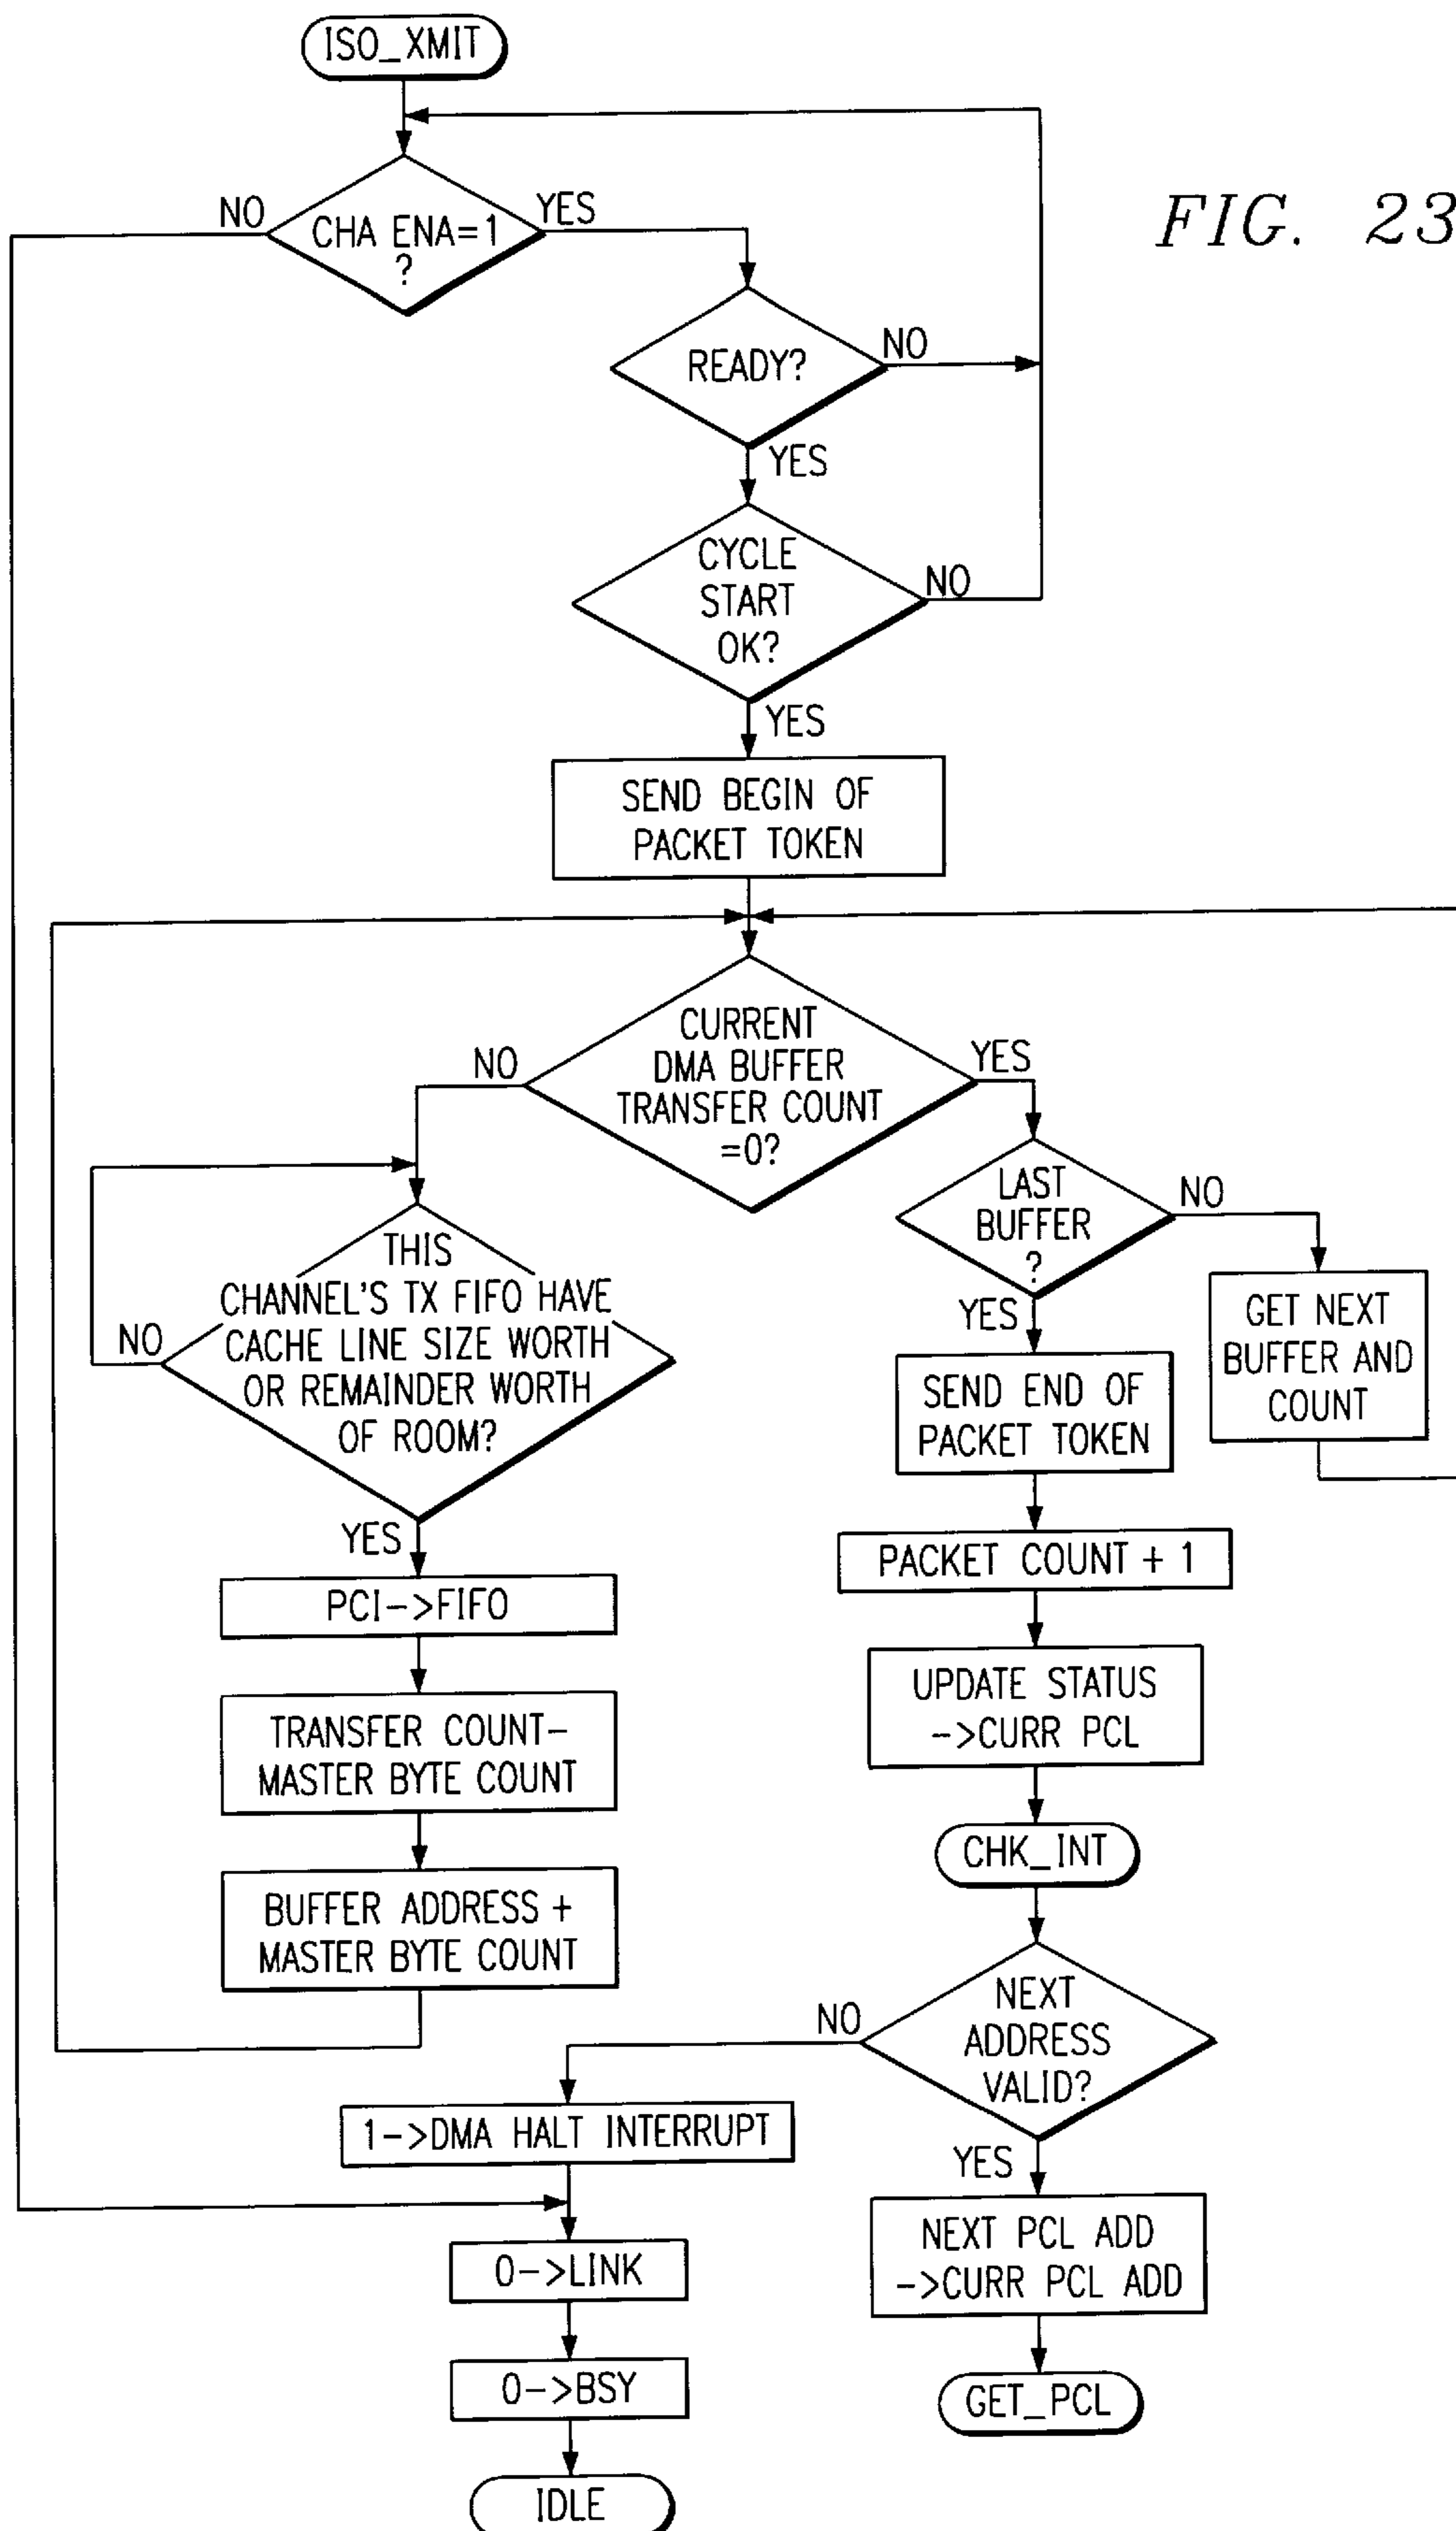 ISO_XMIT
FIG. 23
NO
CHA ENA=1
?
YES
READY?
NO
YES
CYCLE
START
OK?
NO
YES
SEND BEGIN OF
PACKET TOKEN
CURRENT
DMA BUFFER
TRANSFER COUNT
=0?
NO
YES
THIS
CHANNEL'S TX FIFO HAVE
CACHE LINE SIZE WORTH
OR REMAINDER WORTH
OF ROOM?
NO
YES
PCI->FIFO
TRANSFER COUNT-
MASTER BYTE COUNT
BUFFER ADDRESS +
MASTER BYTE COUNT
LAST
BUFFER
?
NO
YES
GET NEXT
BUFFER AND
COUNT
SEND END OF
PACKET TOKEN
PACKET COUNT + 1
UPDATE STATUS
->CURR PCL
CHK_INT
NEXT
ADDRESS
VALID?
NO
YES
1->DMA HALT INTERRUPT
0->LINK
0->BSY
IDLE
NEXT PCL ADD
->CURR PCL ADD
GET_PCL